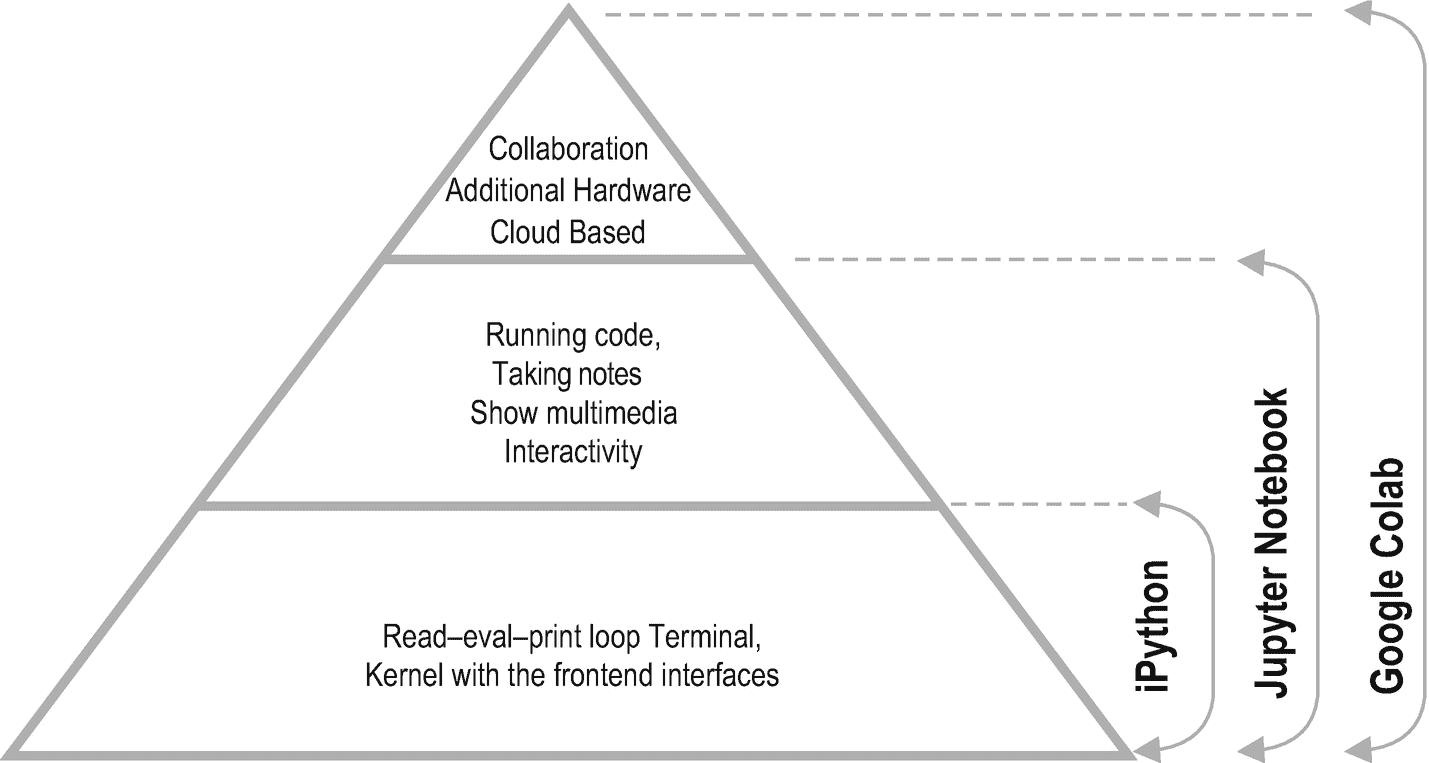 Collaboration
Additional Hardware
Cloud Based
Running code,
Taking notes
Show multimedia
Interactivity
Read–eval–print loop Terminal,
Kernel with the frontend interfaces
iPython
Jupyter Notebook
Google Colab